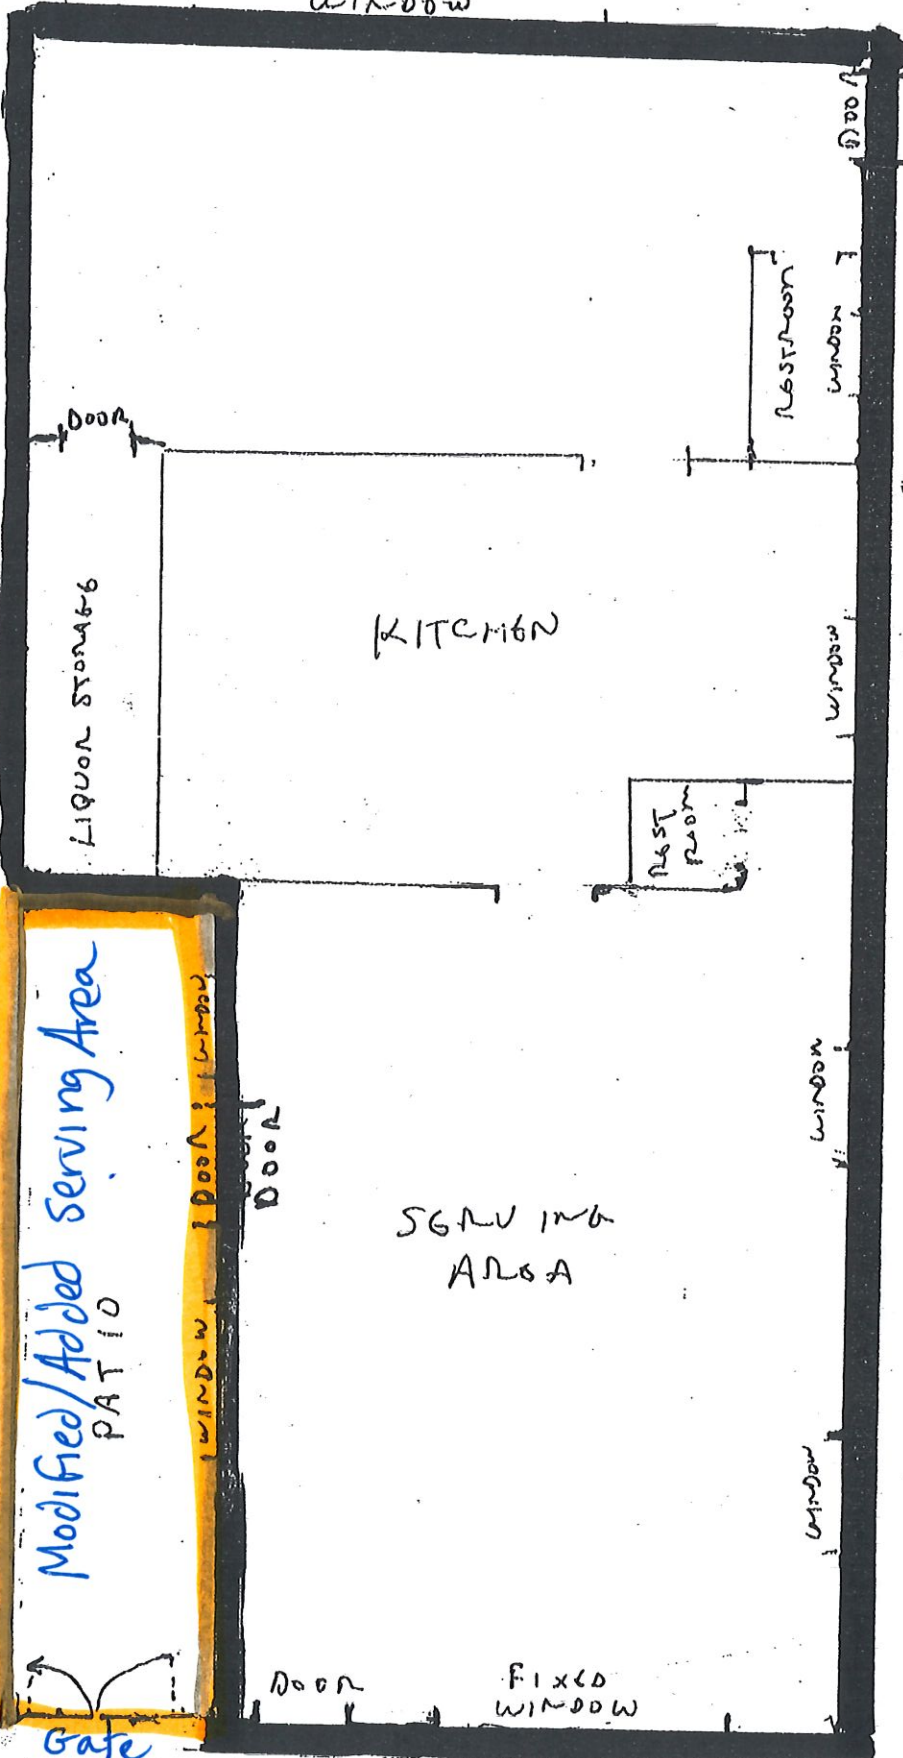 WINDOW
DOOR
RESTROOM
WINDOW
DOOR
LIQUOR STORAGE
KITCHEN
WINDOW
REST
ROOM
Modified/Added serving Area
PATIO
WINDOW
DOOR
WINDOW
DOOR
SERVING
AREA
WINDOW
WINDOW
DOOR
FIXED
WINDOW
Gate